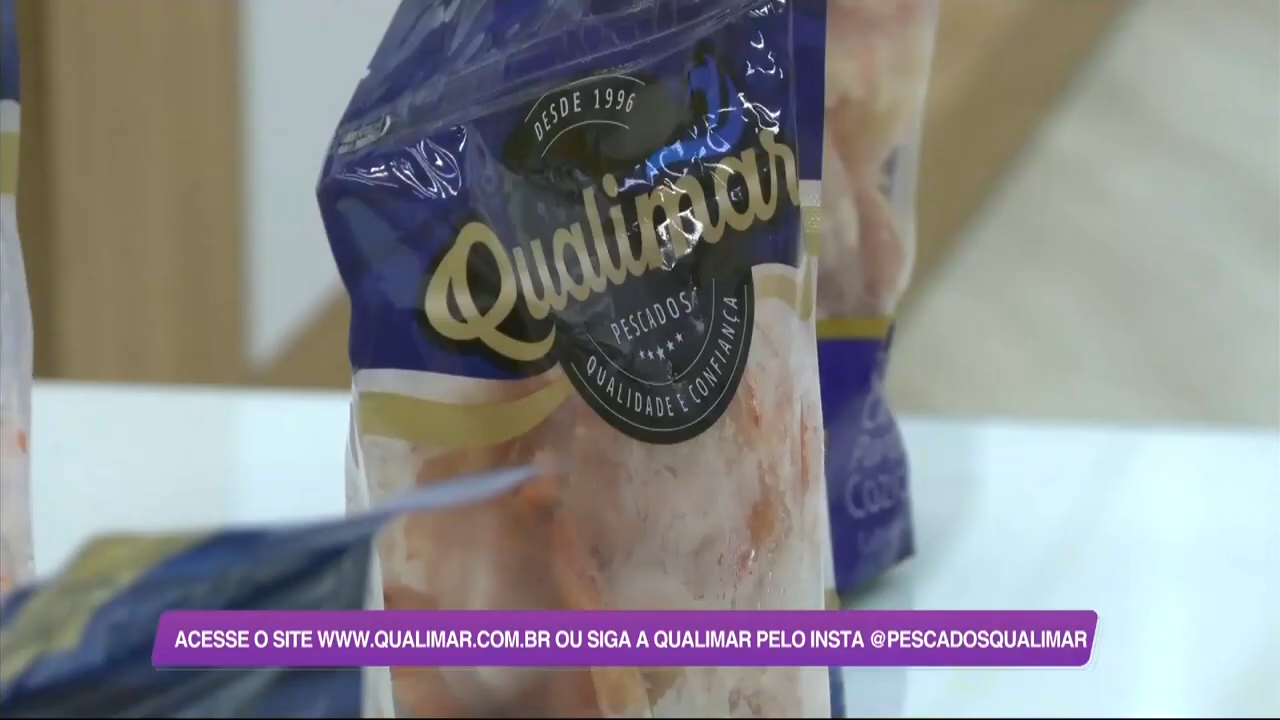 DESDE 1996
Qualimar
PESCADOS
QUALIDADE E CONFIANÇA
ACESSE O SITE WWW.QUALIMAR.COM.BR OU SIGA A QUALIMAR PELO INSTA @PESCADOSQUALIMAR